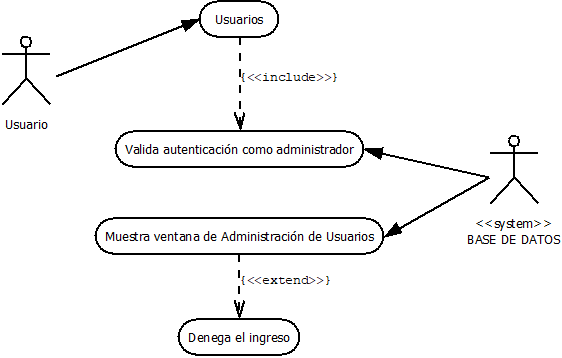 Usuarios
{<<include>>}
Usuario
Valida autenticación como administrador
<<system>>
BASE DE DATOS
Muestra ventana de Administración de Usuarios
{<<extend>>}
Denega el ingreso